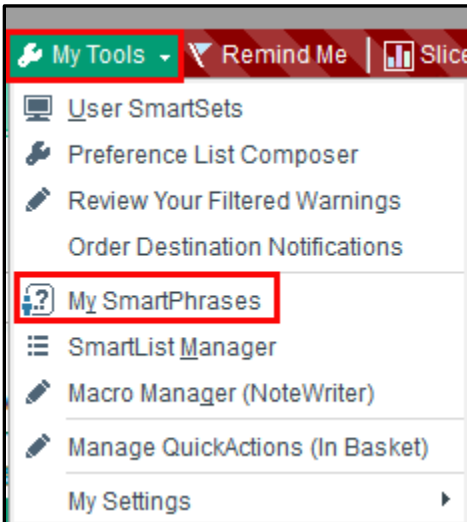 My Tools Remind Me Slice
User SmartSets
Preference List Composer
Review Your Filtered Warnings
Order Destination Notifications
My SmartPhrases
SmartList Manager
Macro Manager (NoteWriter)
Manage QuickActions (In Basket)
My Settings